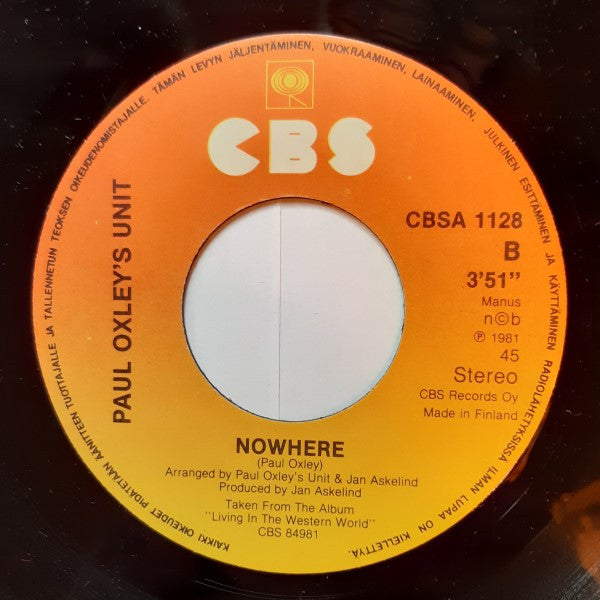 CBS
PAUL OXLEY'S UNIT
CBSA 1128
B
3'51"
Manus
n©b
℗ 1981
45
Stereo
CBS Records Oy
Made in Finland
NOWHERE
(Paul Oxley)
Arranged by Paul Oxley's Unit & Jan Askelind
Produced by Jan Askelind
Taken From The Album
"Living In The Western World"
CBS 84981
KAIKKI OIKEUDET PIDÄTETÄÄN ÄÄNITTEEN TUOTTAJALLE JA TALLENNETUN TEOKSEN OIKEUDENOMISTAJALLE. TÄMÄN LEVYN JÄLJENTÄMINEN, VUOKRAAMINEN, LAINAAMINEN, JULKINEN ESITTÄMINEN JA KÄYTTÄMINEN RADIOLÄHETYKSISSÄ ILMAN LUPAA ON KIELLETTYÄ.